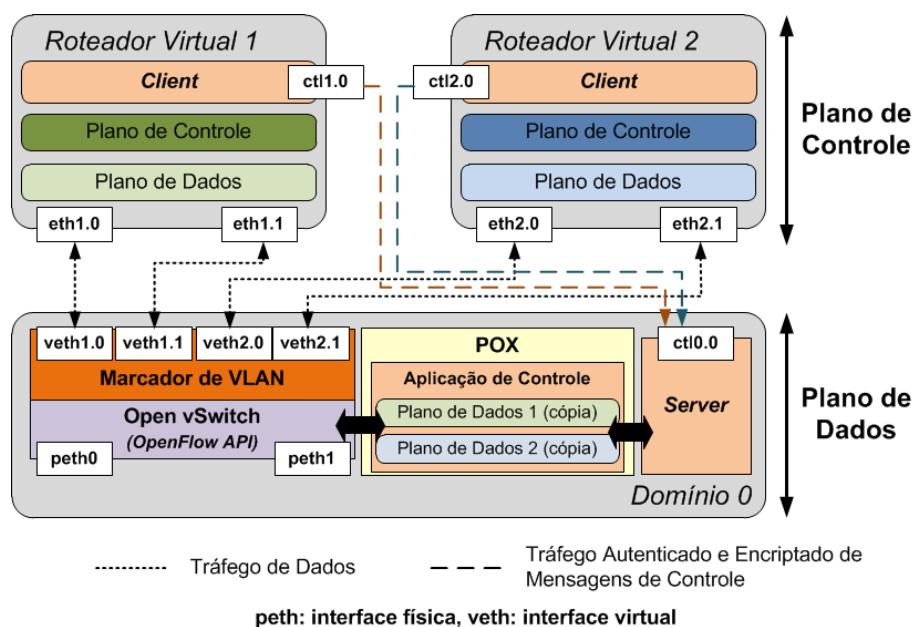 Roteador Virtual 1
Client
ctl1.0
Plano de Controle
Plano de Dados
eth1.0
eth1.1
Roteador Virtual 2
ctl2.0
Client
Plano de Controle
Plano de Dados
eth2.0
eth2.1
Plano de
Controle
veth1.0
veth1.1
veth2.0
veth2.1
Marcador de VLAN
Open vSwitch
(OpenFlow API)
peth0
peth1
POX
Aplicação de Controle
Plano de Dados 1 (cópia)
Plano de Dados 2 (cópia)
ctl0.0
Server
Domínio 0
Plano de
Dados
Tráfego de Dados
Tráfego Autenticado e Encriptado de
Mensagens de Controle
peth: interface física, veth: interface virtual